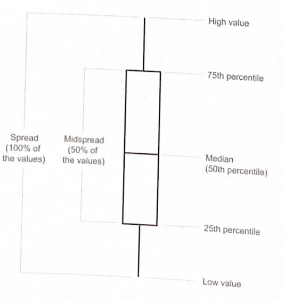 High value
75th percentile
Spread
(100% of
the values)
Midspread
(50% of
the values)
Median
(50th percentile)
25th percentile
Low value